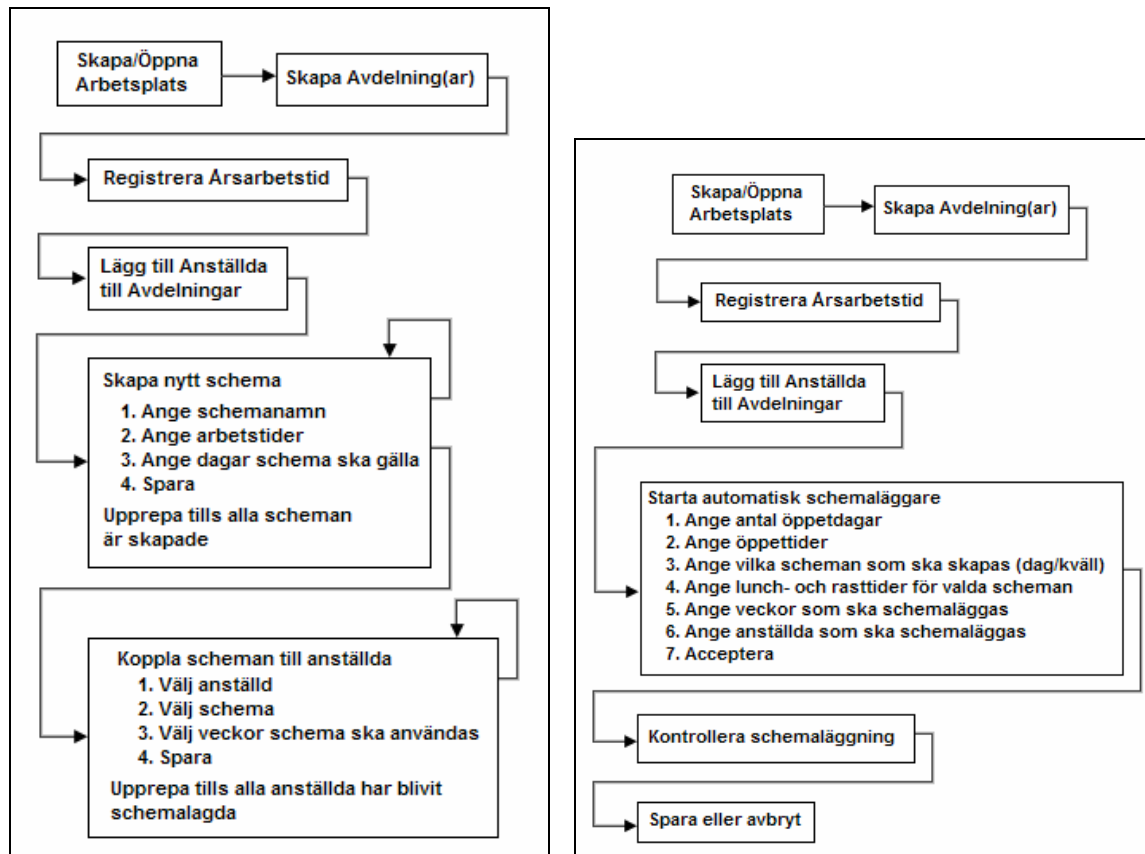 Skapa/Öppna
Arbetsplats
Skapa Avdelning(ar)
Registrera Årsarbetstid
Lägg till Anställda
till Avdelningar
Skapa nytt schema
1. Ange schemanamn
2. Ange arbetstider
3. Ange dagar schema ska gälla
4. Spara
Upprepa tills alla scheman
är skapade
Koppla scheman till anställda
1. Välj anställd
2. Välj schema
3. Välj veckor schema ska användas
4. Spara
Upprepa tills alla anställda har blivit
schemalagda
Skapa/Öppna
Arbetsplats
Skapa Avdelning(ar)
Registrera Årsarbetstid
Lägg till Anställda
till Avdelningar
Starta automatisk schemaläggare
1. Ange antal öppetdagar
2. Ange öppettider
3. Ange vilka scheman som ska skapas (dag/kväll)
4. Ange lunch- och rasttider för valda scheman
5. Ange veckor som ska schemaläggas
6. Ange anställda som ska schemaläggas
7. Acceptera
Kontrollera schemaläggning
Spara eller avbryt